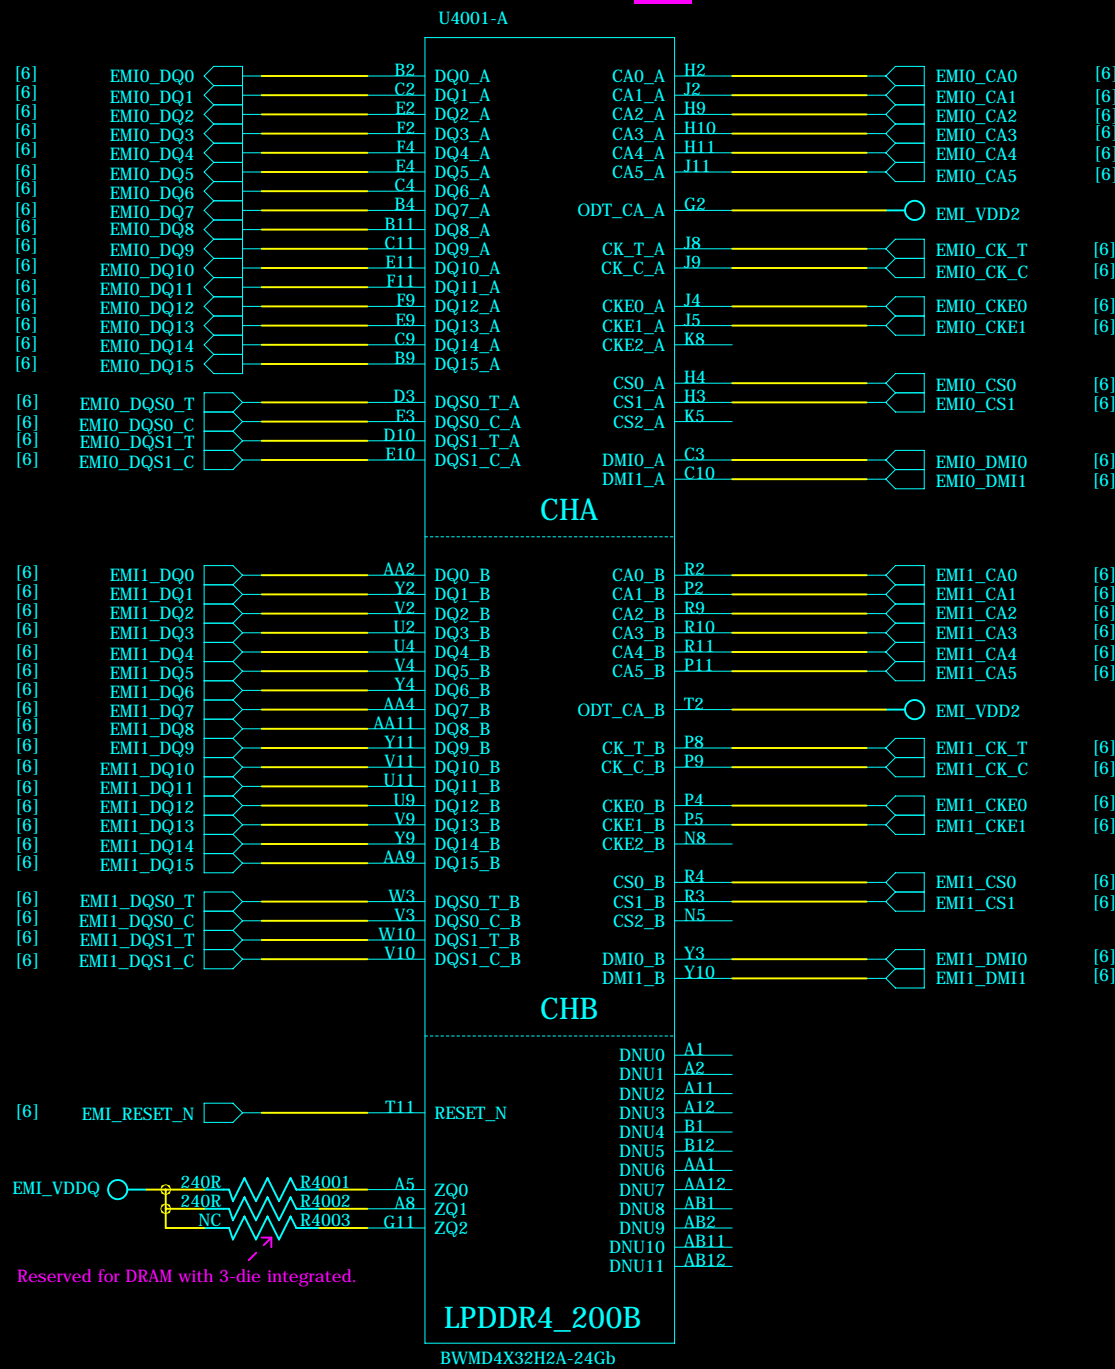 U4001-A
[6] EMI0_DQ0 B2 DQ0_A CA0_A H2 EMI0_CA0 [6]
[6] EMI0_DQ1 C2 DQ1_A CA1_A J2 EMI0_CA1 [6]
[6] EMI0_DQ2 E2 DQ2_A CA2_A H9 EMI0_CA2 [6]
[6] EMI0_DQ3 F2 DQ3_A CA3_A H10 EMI0_CA3 [6]
[6] EMI0_DQ4 F4 DQ4_A CA4_A H11 EMI0_CA4 [6]
[6] EMI0_DQ5 E4 DQ5_A CA5_A J11 EMI0_CA5 [6]
[6] EMI0_DQ6 C4 DQ6_A
[6] EMI0_DQ7 B4 DQ7_A ODT_CA_A G2 EMI_VDD2
[6] EMI0_DQ8 B11 DQ8_A
[6] EMI0_DQ9 C11 DQ9_A CK_T_A J8 EMI0_CK_T [6]
[6] EMI0_DQ10 E11 DQ10_A CK_C_A J9 EMI0_CK_C [6]
[6] EMI0_DQ11 F11 DQ11_A
[6] EMI0_DQ12 F9 DQ12_A CKE0_A J4 EMI0_CKE0 [6]
[6] EMI0_DQ13 E9 DQ13_A CKE1_A J5 EMI0_CKE1 [6]
[6] EMI0_DQ14 C9 DQ14_A CKE2_A K8
[6] EMI0_DQ15 B9 DQ15_A
CS0_A H4 EMI0_CS0 [6]
[6] EMI0_DQS0_T D3 DQS0_T_A CS1_A H3 EMI0_CS1 [6]
[6] EMI0_DQS0_C E3 DQS0_C_A CS2_A K5
[6] EMI0_DQS1_T D10 DQS1_T_A
[6] EMI0_DQS1_C E10 DQS1_C_A DMI0_A C3 EMI0_DMI0 [6]
DMI1_A C10 EMI0_DMI1 [6]
CHA
[6] EMI1_DQ0 AA2 DQ0_B CA0_B R2 EMI1_CA0 [6]
[6] EMI1_DQ1 Y2 DQ1_B CA1_B P2 EMI1_CA1 [6]
[6] EMI1_DQ2 V2 DQ2_B CA2_B R9 EMI1_CA2 [6]
[6] EMI1_DQ3 U2 DQ3_B CA3_B R10 EMI1_CA3 [6]
[6] EMI1_DQ4 U4 DQ4_B CA4_B R11 EMI1_CA4 [6]
[6] EMI1_DQ5 V4 DQ5_B CA5_B P11 EMI1_CA5 [6]
[6] EMI1_DQ6 Y4 DQ6_B
[6] EMI1_DQ7 AA4 DQ7_B ODT_CA_B T2 EMI_VDD2
[6] EMI1_DQ8 AA11 DQ8_B
[6] EMI1_DQ9 Y11 DQ9_B CK_T_B P8 EMI1_CK_T [6]
[6] EMI1_DQ10 V11 DQ10_B CK_C_B P9 EMI1_CK_C [6]
[6] EMI1_DQ11 U11 DQ11_B
[6] EMI1_DQ12 U9 DQ12_B CKE0_B P4 EMI1_CKE0 [6]
[6] EMI1_DQ13 V9 DQ13_B CKE1_B P5 EMI1_CKE1 [6]
[6] EMI1_DQ14 Y9 DQ14_B CKE2_B N8
[6] EMI1_DQ15 AA9 DQ15_B
CS0_B R4 EMI1_CS0 [6]
[6] EMI1_DQS0_T W3 DQS0_T_B CS1_B R3 EMI1_CS1 [6]
[6] EMI1_DQS0_C V3 DQS0_C_B CS2_B N5
[6] EMI1_DQS1_T W10 DQS1_T_B
[6] EMI1_DQS1_C V10 DQS1_C_B DMI0_B Y3 EMI1_DMI0 [6]
DMI1_B Y10 EMI1_DMI1 [6]
CHB
DNU0 A1
DNU1 A2
DNU2 A11
[6] EMI_RESET_N T11 RESET_N DNU3 A12
DNU4 B1
DNU5 B12
DNU6 AA1
EMI_VDDQ 240R R4001 A5 ZQ0 DNU7 AA12
240R R4002 A8 ZQ1 DNU8 AB1
NC R4003 G11 ZQ2 DNU9 AB2
DNU10 AB11
DNU11 AB12
Reserved for DRAM with 3-die integrated.
LPDDR4_200B
BWMD4X32H2A-24Gb